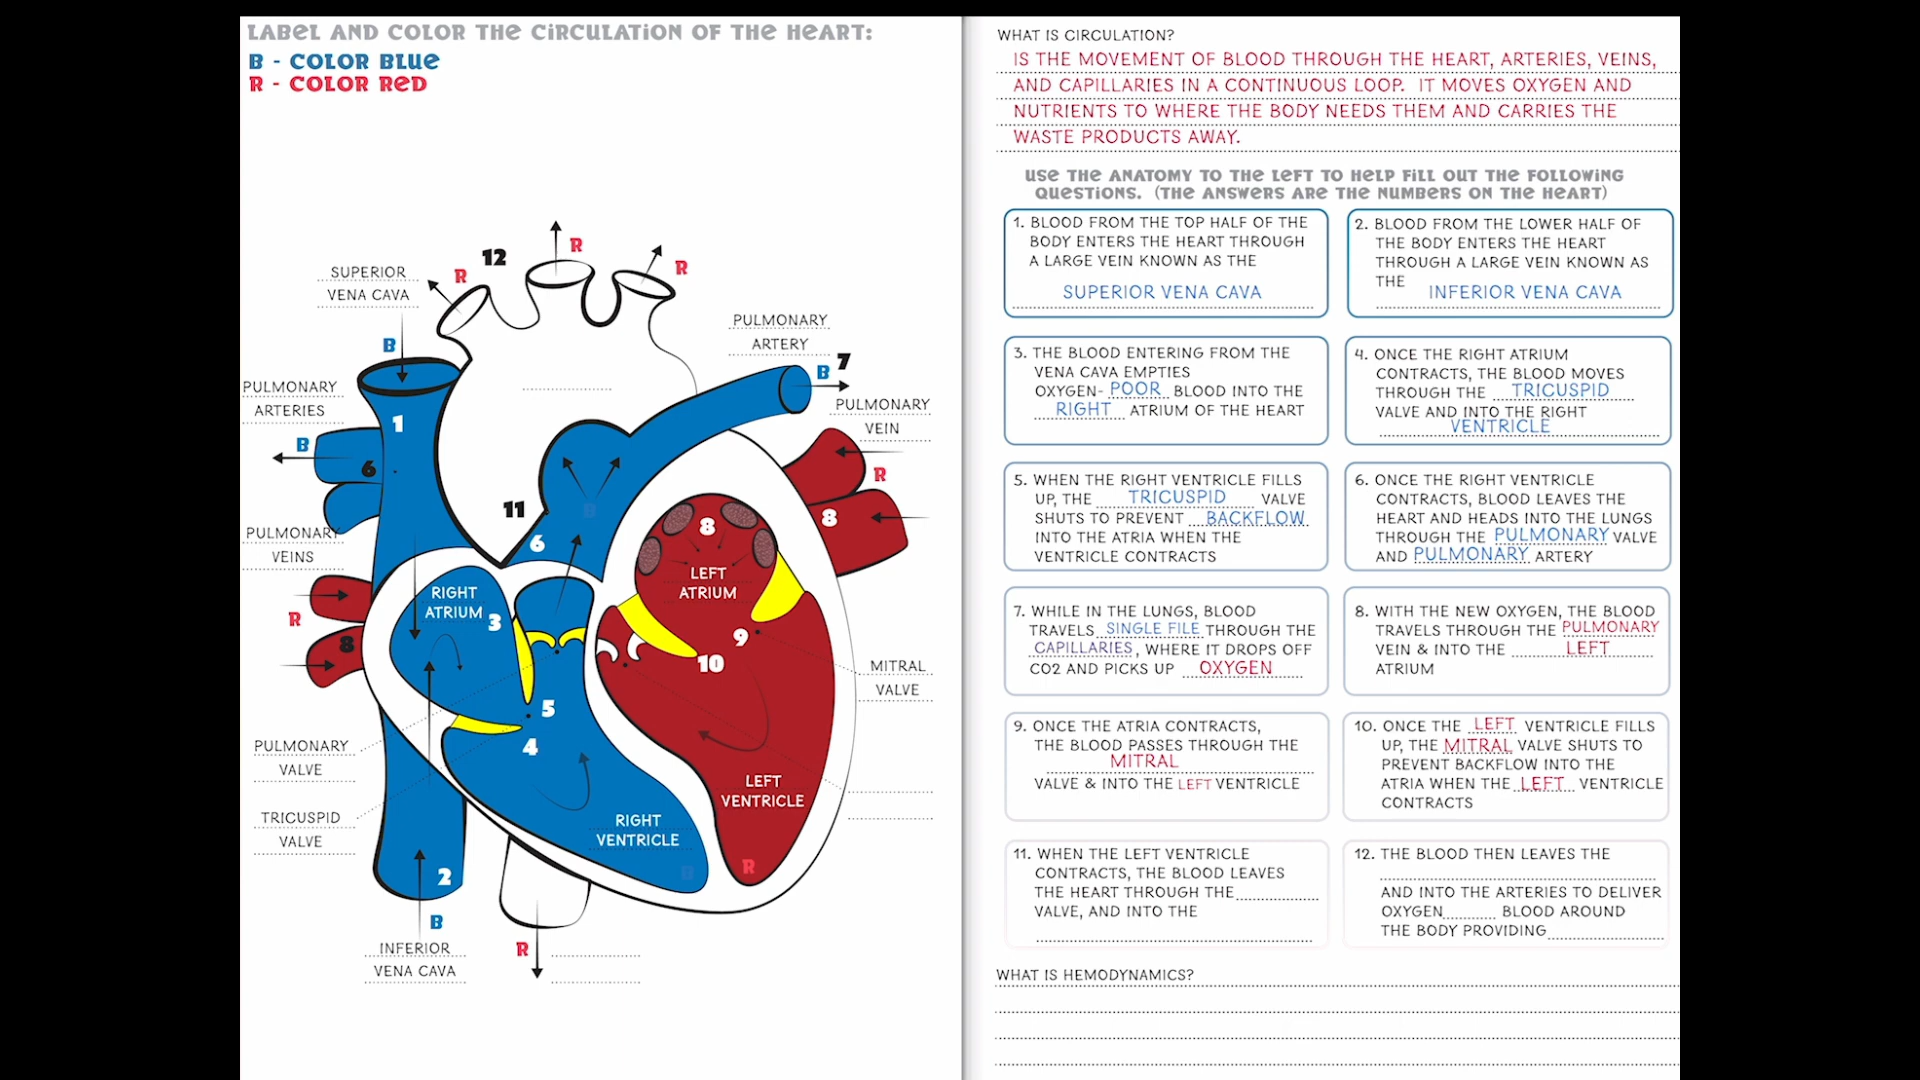 LABEL AND COLOR THE CIRCULATION OF THE HEART:
B - COLOR BLUE
R - COLOR RED
12
R
R
R
SUPERIOR
VENA CAVA
B
PULMONARY
ARTERY
B
7
PULMONARY
ARTERIES
B
1
6
PULMONARY
VEIN
R
11
B
6
8
8
LEFT
ATRIUM
PULMONARY
VEINS
R
8
RIGHT
ATRIUM
3
9
10
MITRAL
VALVE
5
4
PULMONARY
VALVE
TRICUSPID
VALVE
LEFT
VENTRICLE
RIGHT
VENTRICLE
R
B
2
B
INFERIOR
VENA CAVA
R
WHAT IS CIRCULATION?
IS THE MOVEMENT OF BLOOD THROUGH THE HEART, ARTERIES, VEINS,
AND CAPILLARIES IN A CONTINUOUS LOOP. IT MOVES OXYGEN AND
NUTRIENTS TO WHERE THE BODY NEEDS THEM AND CARRIES THE
WASTE PRODUCTS AWAY.
USE THE ANATOMY TO THE LEFT TO HELP FILL OUT THE FOLLOWING
QUESTIONS. (THE ANSWERS ARE THE NUMBERS ON THE HEART)
1. BLOOD FROM THE TOP HALF OF THE
BODY ENTERS THE HEART THROUGH
A LARGE VEIN KNOWN AS THE
SUPERIOR VENA CAVA
2. BLOOD FROM THE LOWER HALF OF
THE BODY ENTERS THE HEART
THROUGH A LARGE VEIN KNOWN AS
THE INFERIOR VENA CAVA
3. THE BLOOD ENTERING FROM THE
VENA CAVA EMPTIES
OXYGEN- POOR BLOOD INTO THE
RIGHT ATRIUM OF THE HEART
4. ONCE THE RIGHT ATRIUM
CONTRACTS, THE BLOOD MOVES
THROUGH THE TRICUSPID
VALVE AND INTO THE RIGHT
VENTRICLE
5. WHEN THE RIGHT VENTRICLE FILLS
UP, THE TRICUSPID VALVE
SHUTS TO PREVENT BACKFLOW
INTO THE ATRIA WHEN THE
VENTRICLE CONTRACTS
6. ONCE THE RIGHT VENTRICLE
CONTRACTS, BLOOD LEAVES THE
HEART AND HEADS INTO THE LUNGS
THROUGH THE PULMONARY VALVE
AND PULMONARY ARTERY
7. WHILE IN THE LUNGS, BLOOD
TRAVELS SINGLE FILE THROUGH THE
CAPILLARIES, WHERE IT DROPS OFF
CO2 AND PICKS UP OXYGEN
8. WITH THE NEW OXYGEN, THE BLOOD
TRAVELS THROUGH THE PULMONARY
VEIN & INTO THE LEFT
ATRIUM
9. ONCE THE ATRIA CONTRACTS,
THE BLOOD PASSES THROUGH THE
MITRAL
VALVE & INTO THE LEFT VENTRICLE
10. ONCE THE LEFT VENTRICLE FILLS
UP, THE MITRAL VALVE SHUTS TO
PREVENT BACKFLOW INTO THE
ATRIA WHEN THE LEFT VENTRICLE
CONTRACTS
11. WHEN THE LEFT VENTRICLE
CONTRACTS, THE BLOOD LEAVES
THE HEART THROUGH THE
VALVE, AND INTO THE
12. THE BLOOD THEN LEAVES THE
AND INTO THE ARTERIES TO DELIVER
OXYGEN BLOOD AROUND
THE BODY PROVIDING
WHAT IS HEMODYNAMICS?